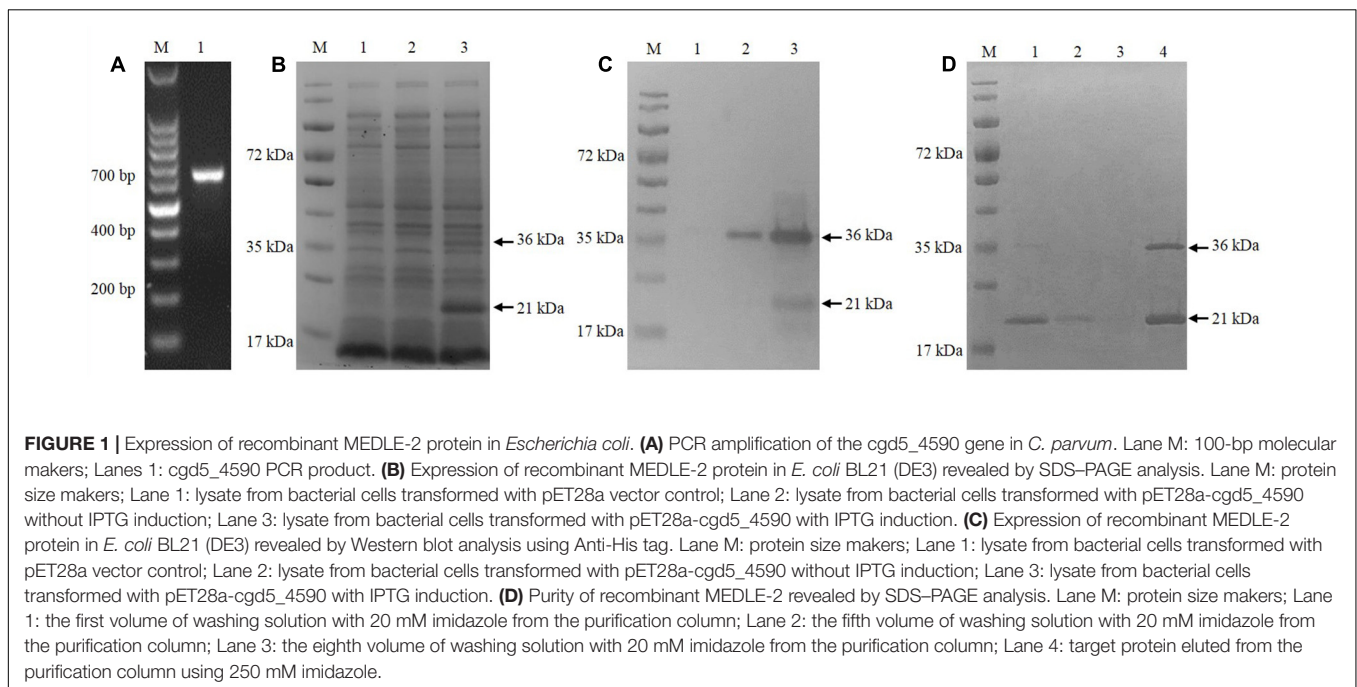 A M 1
700 bp
400 bp
200 bp
B M 1 2 3
72 kDa
35 kDa
17 kDa
36 kDa
21 kDa
C M 1 2 3
72 kDa
35 kDa
17 kDa
36 kDa
21 kDa
D M 1 2 3 4
72 kDa
35 kDa
17 kDa
36 kDa
21 kDa
FIGURE 1 | Expression of recombinant MEDLE-2 protein in Escherichia coli. (A) PCR amplification of the cgd5_4590 gene in C. parvum. Lane M: 100-bp molecular
makers; Lanes 1: cgd5_4590 PCR product. (B) Expression of recombinant MEDLE-2 protein in E. coli BL21 (DE3) revealed by SDS–PAGE analysis. Lane M: protein
size makers; Lane 1: lysate from bacterial cells transformed with pET28a vector control; Lane 2: lysate from bacterial cells transformed with pET28a-cgd5_4590
without IPTG induction; Lane 3: lysate from bacterial cells transformed with pET28a-cgd5_4590 with IPTG induction. (C) Expression of recombinant MEDLE-2
protein in E. coli BL21 (DE3) revealed by Western blot analysis using Anti-His tag. Lane M: protein size makers; Lane 1: lysate from bacterial cells transformed with
pET28a vector control; Lane 2: lysate from bacterial cells transformed with pET28a-cgd5_4590 without IPTG induction; Lane 3: lysate from bacterial cells
transformed with pET28a-cgd5_4590 with IPTG induction. (D) Purity of recombinant MEDLE-2 revealed by SDS–PAGE analysis. Lane M: protein size makers; Lane
1: the first volume of washing solution with 20 mM imidazole from the purification column; Lane 2: the fifth volume of washing solution with 20 mM imidazole from
the purification column; Lane 3: the eighth volume of washing solution with 20 mM imidazole from the purification column; Lane 4: target protein eluted from the
purification column using 250 mM imidazole.